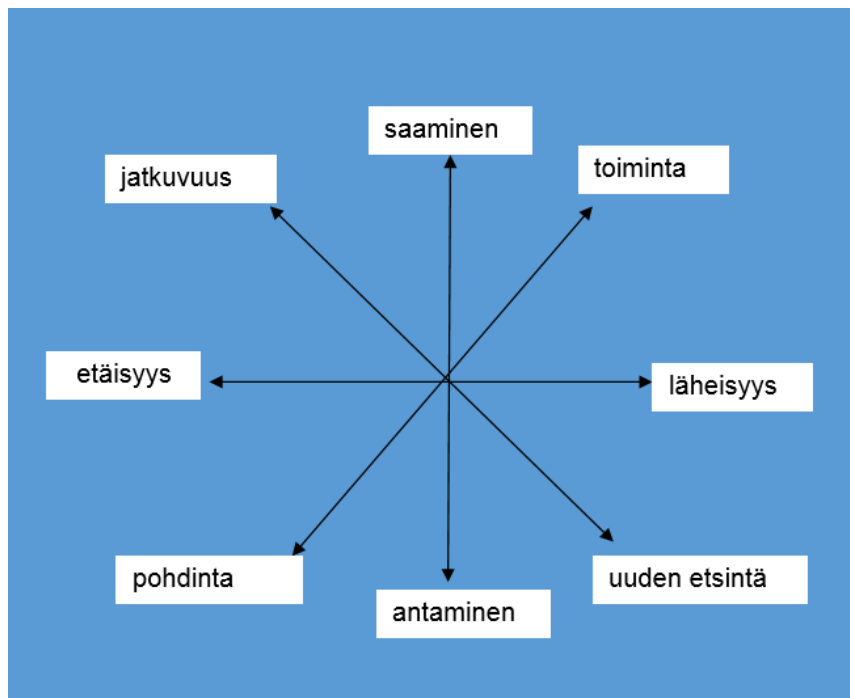 saaminen
jatkuvuus
toiminta
etäisyys
läheisyys
pohdinta
antaminen
uuden etsintä